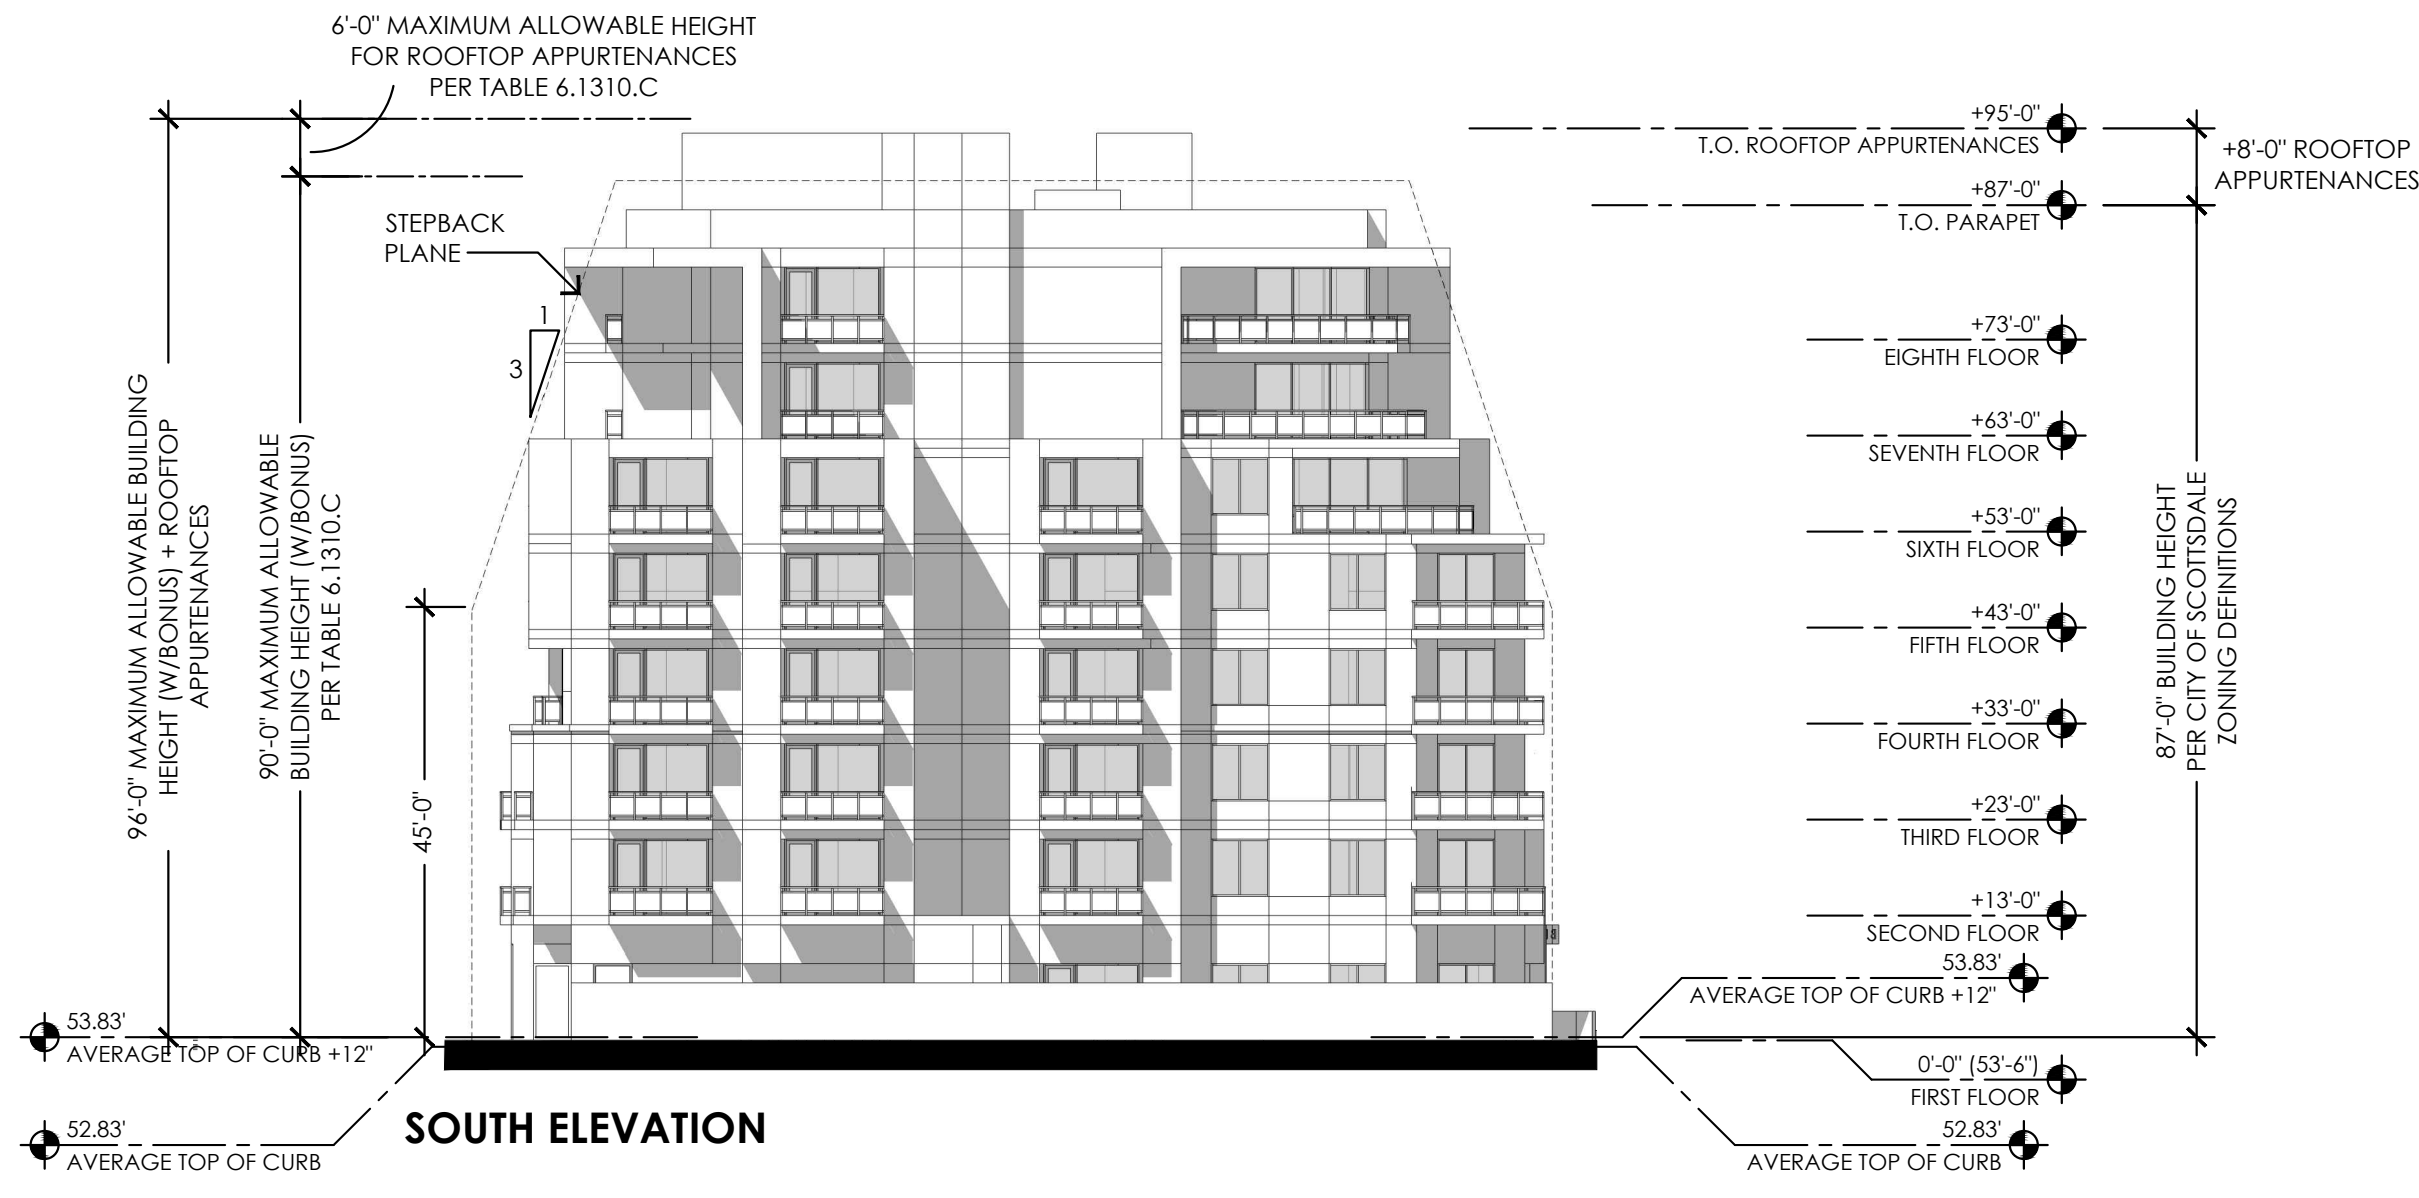 6'-0" MAXIMUM ALLOWABLE HEIGHT
FOR ROOFTOP APPURTENANCES
PER TABLE 6.1310.C
STEPBACK
PLANE
1
3
96'-0" MAXIMUM ALLOWABLE BUILDING
HEIGHT (W/BONUS) + ROOFTOP
APPURTENANCES
90'-0" MAXIMUM ALLOWABLE
BUILDING HEIGHT (W/BONUS)
PER TABLE 6.1310.C
45'-0"
53.83'
AVERAGE TOP OF CURB +12"
52.83'
AVERAGE TOP OF CURB
SOUTH ELEVATION
+95'-0"
T.O. ROOFTOP APPURTENANCES
+87'-0"
T.O. PARAPET
+8'-0" ROOFTOP
APPURTENANCES
+73'-0"
EIGHTH FLOOR
+63'-0"
SEVENTH FLOOR
+53'-0"
SIXTH FLOOR
+43'-0"
FIFTH FLOOR
+33'-0"
FOURTH FLOOR
+23'-0"
THIRD FLOOR
+13'-0"
SECOND FLOOR
87'-0" BUILDING HEIGHT
PER CITY OF SCOTTSDALE
ZONING DEFINITIONS
53.83'
AVERAGE TOP OF CURB +12"
0'-0" (53'-6")
FIRST FLOOR
52.83'
AVERAGE TOP OF CURB